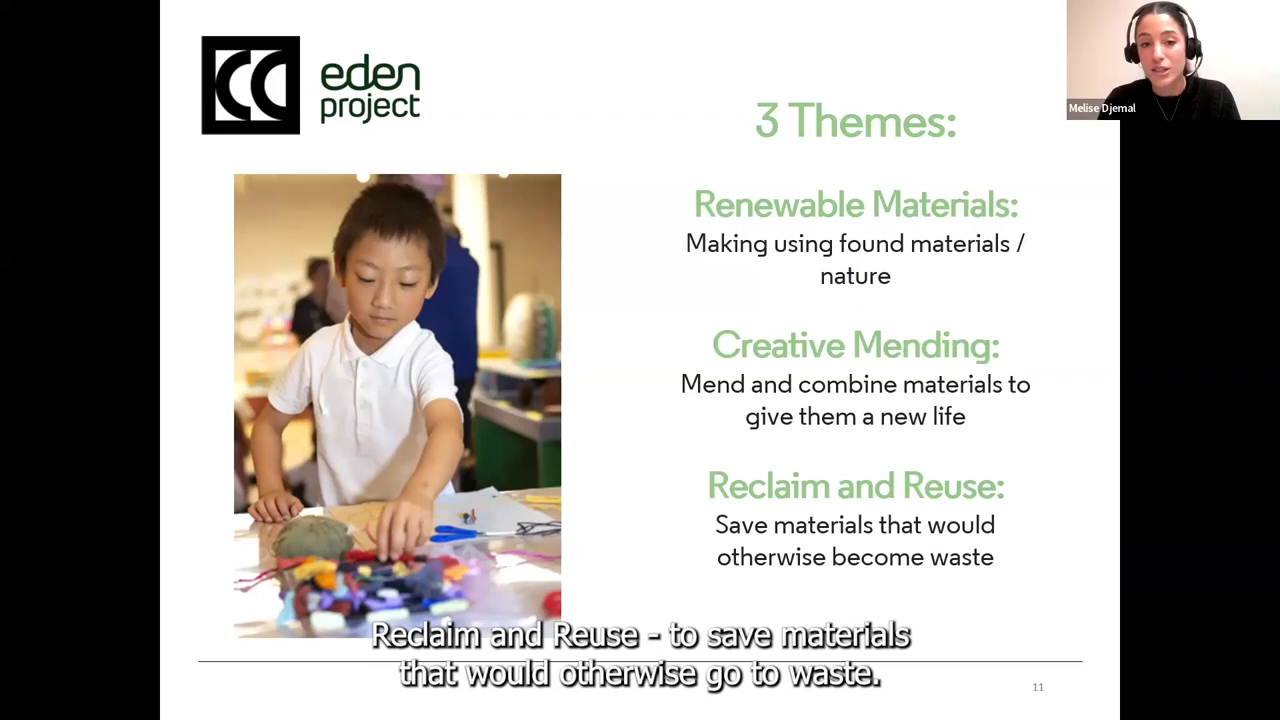 CC
eden
project
Melise Djemal
3 Themes:
Renewable Materials:
Making using found materials /
nature
Creative Mending:
Mend and combine materials to
give them a new life
Reclaim and Reuse:
Save materials that would
otherwise become waste
Reclaim and Reuse - to save materials
that would otherwise go to waste.
11